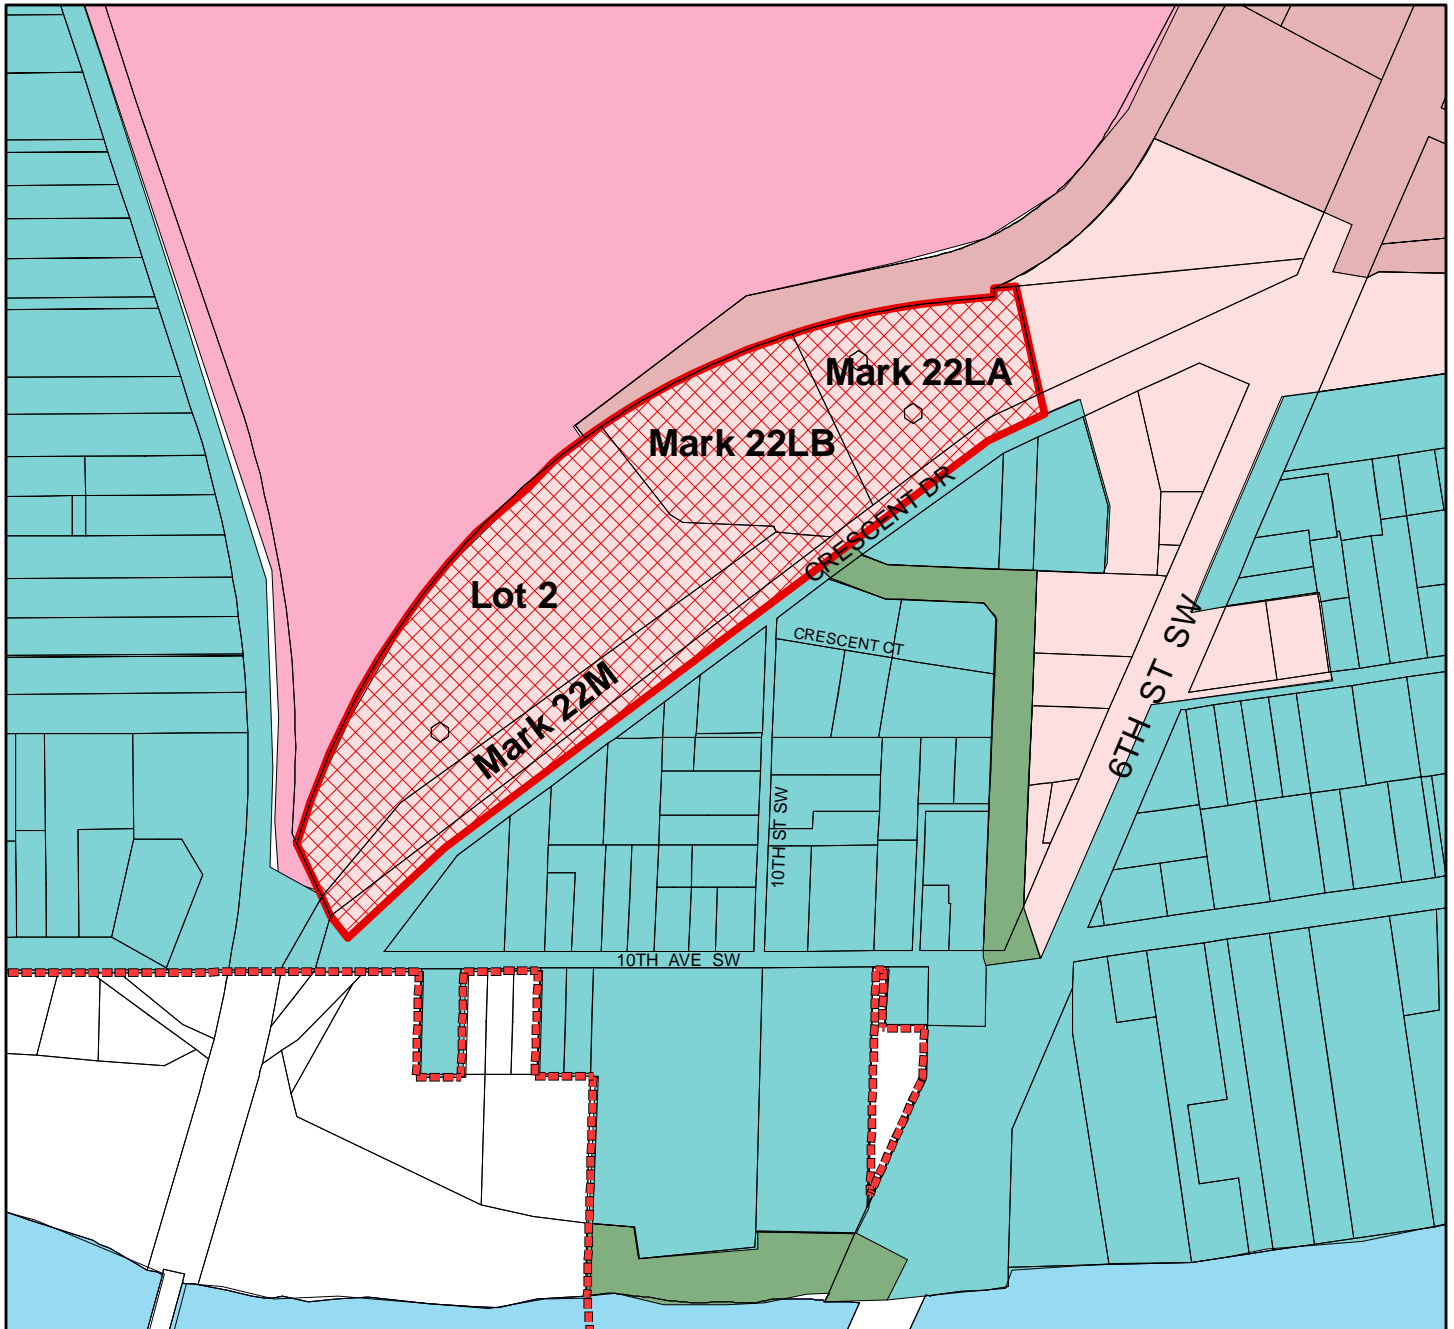 Mark 22LA
Mark 22LB
CRESCENT DR
Lot 2
CRESCENT CT
Mark 22M
6TH ST SW
10TH ST SW
10TH AVE SW